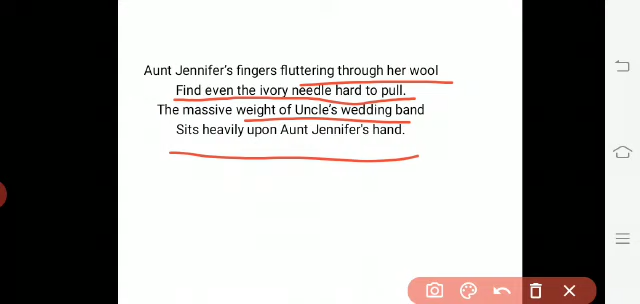 Aunt Jennifer's fingers fluttering through her wool
Find even the ivory needle hard to pull.
The massive weight of Uncle's wedding band
Sits heavily upon Aunt Jennifer's hand.